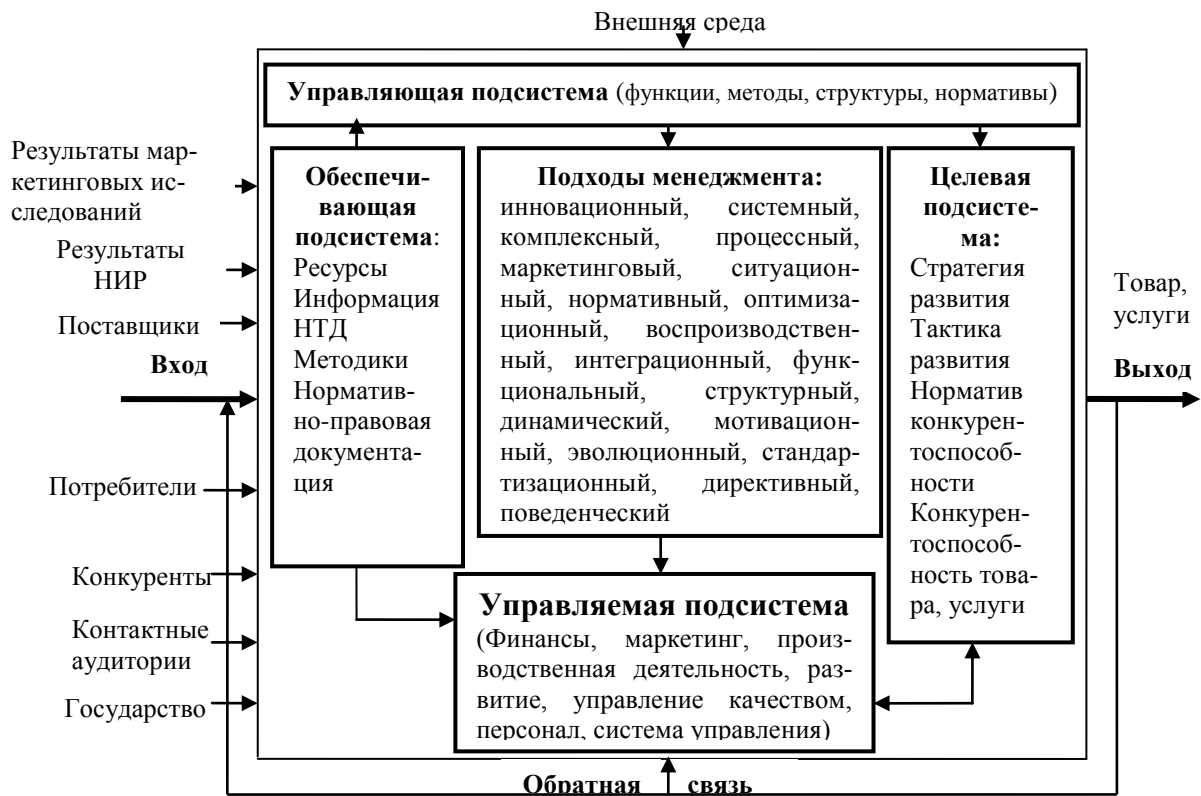 Внешняя среда
Управляющая подсистема (функции, методы, структуры, нормативы)
Результаты мар-
кетинговых ис-
следований
Результаты
НИР
Поставщики
Вход
Потребители
Конкуренты
Контактные
аудитории
Государство
Обеспечи-
вающая
подсистема:
Ресурсы
Информация
НТД
Методики
Норматив-
но-правовая
документа-
ция
Подходы менеджмента:
инновационный, системный,
комплексный, процессный,
маркетинговый, ситуацион-
ный, нормативный, оптимиза-
ционный, воспроизводствен-
ный, интеграционный, функ-
циональный, структурный,
динамический, мотивацион-
ный, эволюционный, стандар-
тизационный, директивный,
поведенческий
Целевая
подсисте-
ма:
Стратегия
развития
Тактика
развития
Норматив
конкурен-
тоспособ-
ности
Конкурен-
тоспособ-
ность това-
ра, услуги
Управляемая подсистема
(Финансы, маркетинг, произ-
водственная деятельность, раз-
витие, управление качеством,
персонал, система управления)
Товар,
услуги
Выход
Обратная связь